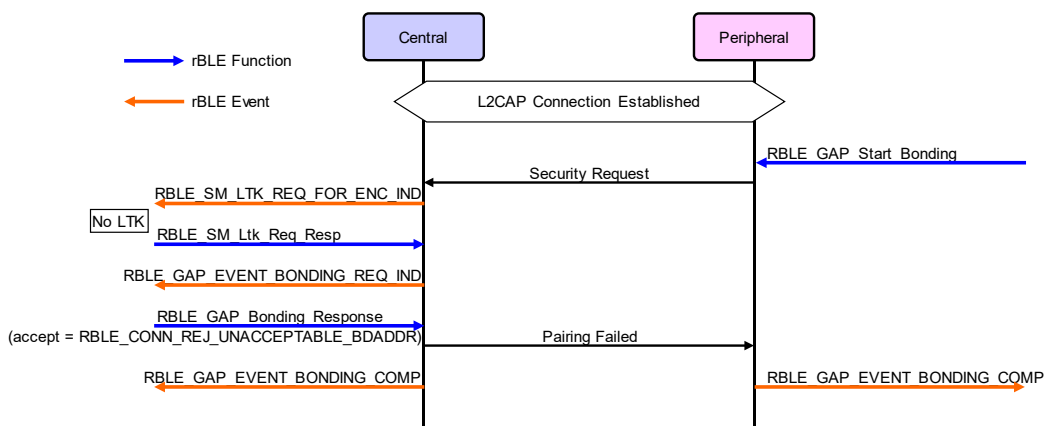 Central
Peripheral
rBLE Function
rBLE Event
L2CAP Connection Established
RBLE_GAP_Start_Bonding
Security Request
RBLE_SM_LTK_REQ_FOR_ENC_IND
No LTK
RBLE_SM_Ltk_Req_Resp
RBLE_GAP_EVENT_BONDING_REQ_IND
RBLE_GAP_Bonding_Response
(accept = RBLE_CONN_REJ_UNACCEPTABLE_BDADDR)
Pairing Failed
RBLE_GAP_EVENT_BONDING_COMP
RBLE_GAP_EVENT_BONDING_COMP